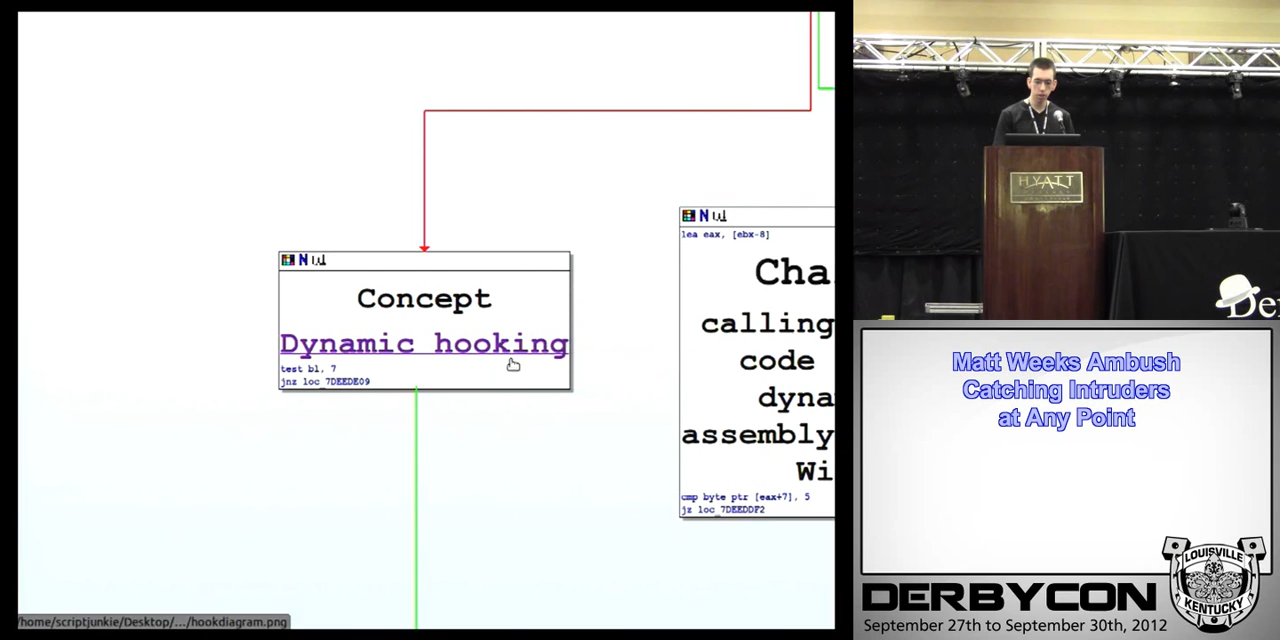 Concept
Dynamic hooking
test bl, 7
jnz loc_7DEEDE09
lea eax, [ebx-8]
Cha
calling
code
dyna
assembly
Wi
cmp byte ptr [eax+7], 5
jz loc_7DEEDDF2
/home/scriptjunkie/Desktop/.../hookdiagram.png
HYATT
De
Matt Weeks Ambush
Catching Intruders
at Any Point
DERBYCON
September 27th to September 30th, 2012
LOUISVILLE
KENTUCKY